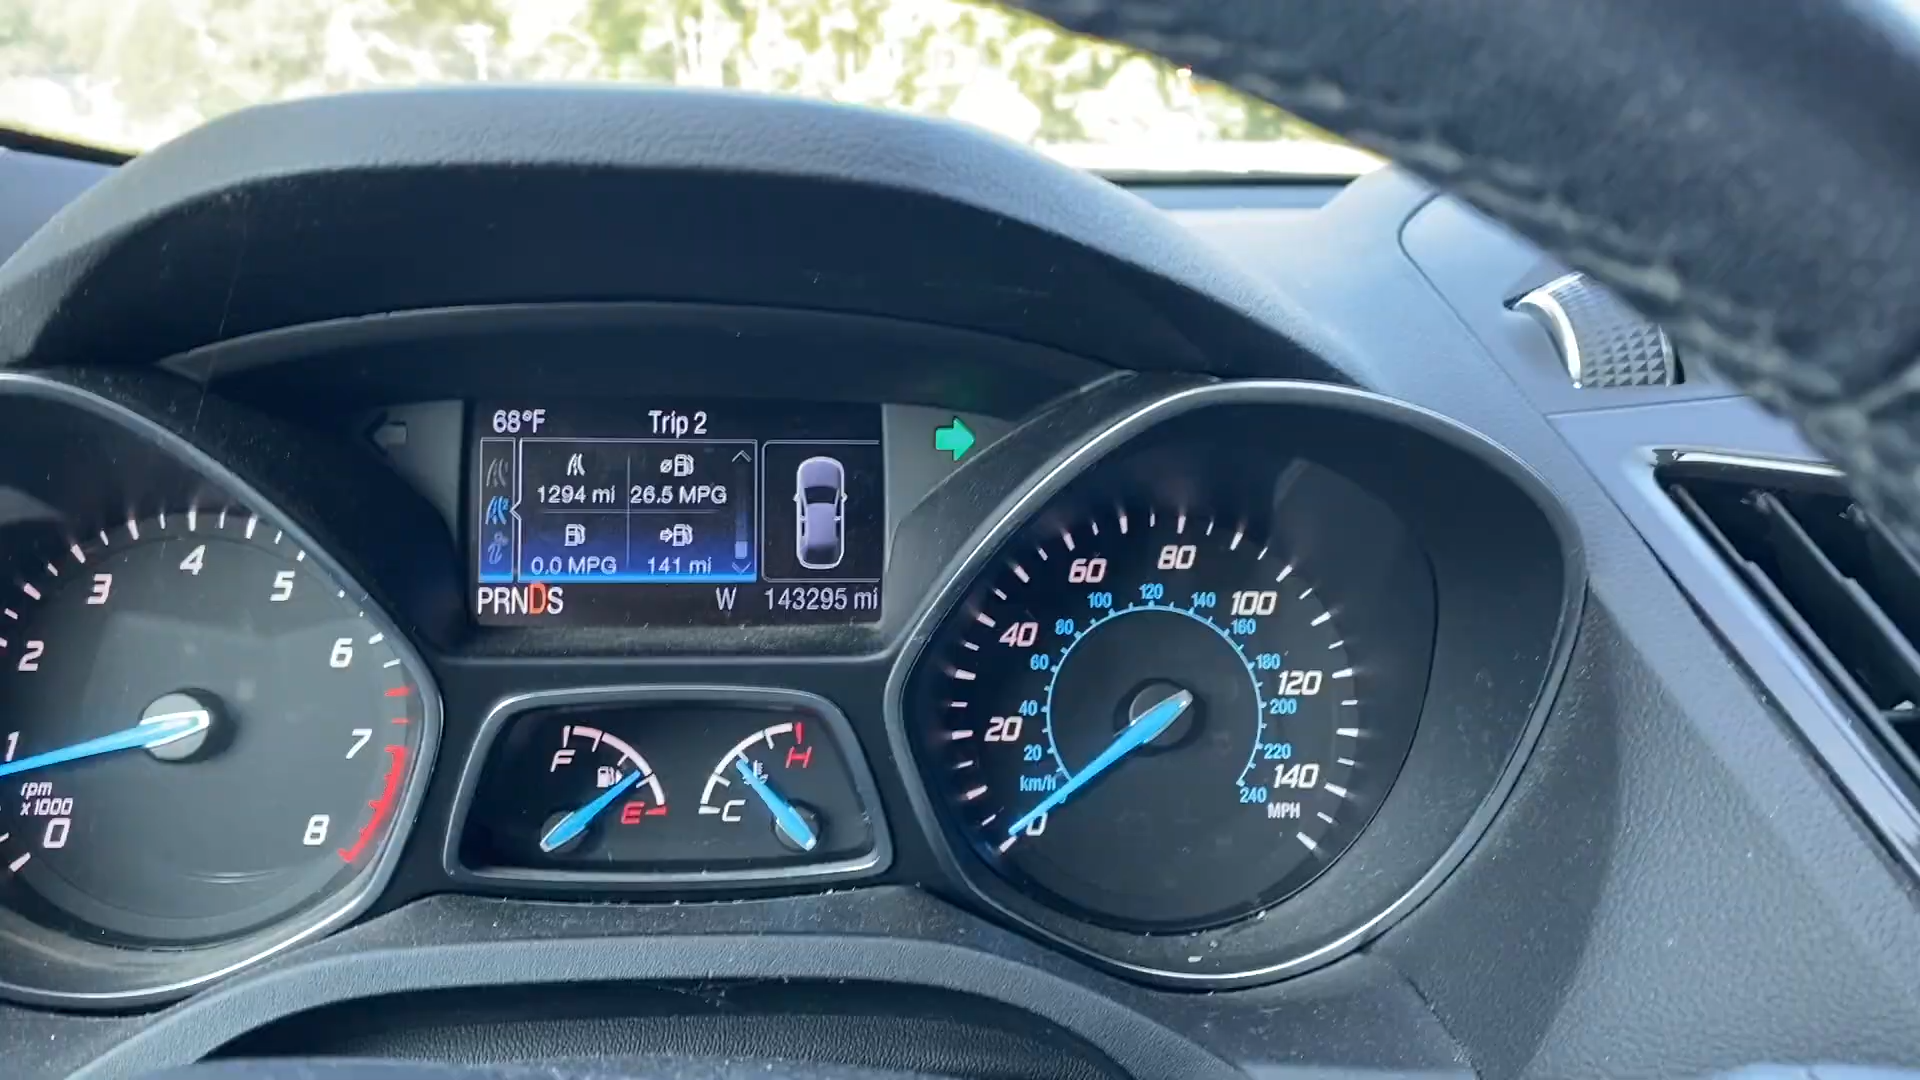 68°F Trip 2
1294 mi 26.5 MPG
0.0 MPG 141 mi
PRNDS W 143295 mi
0 1 2 3 4 5 6 7 8
rpm
x1000
F E
C H
0 20 40 60 80 100 120 140
MPH
20 40 60 80 100 120 140 160 180 200 220 240
km/h